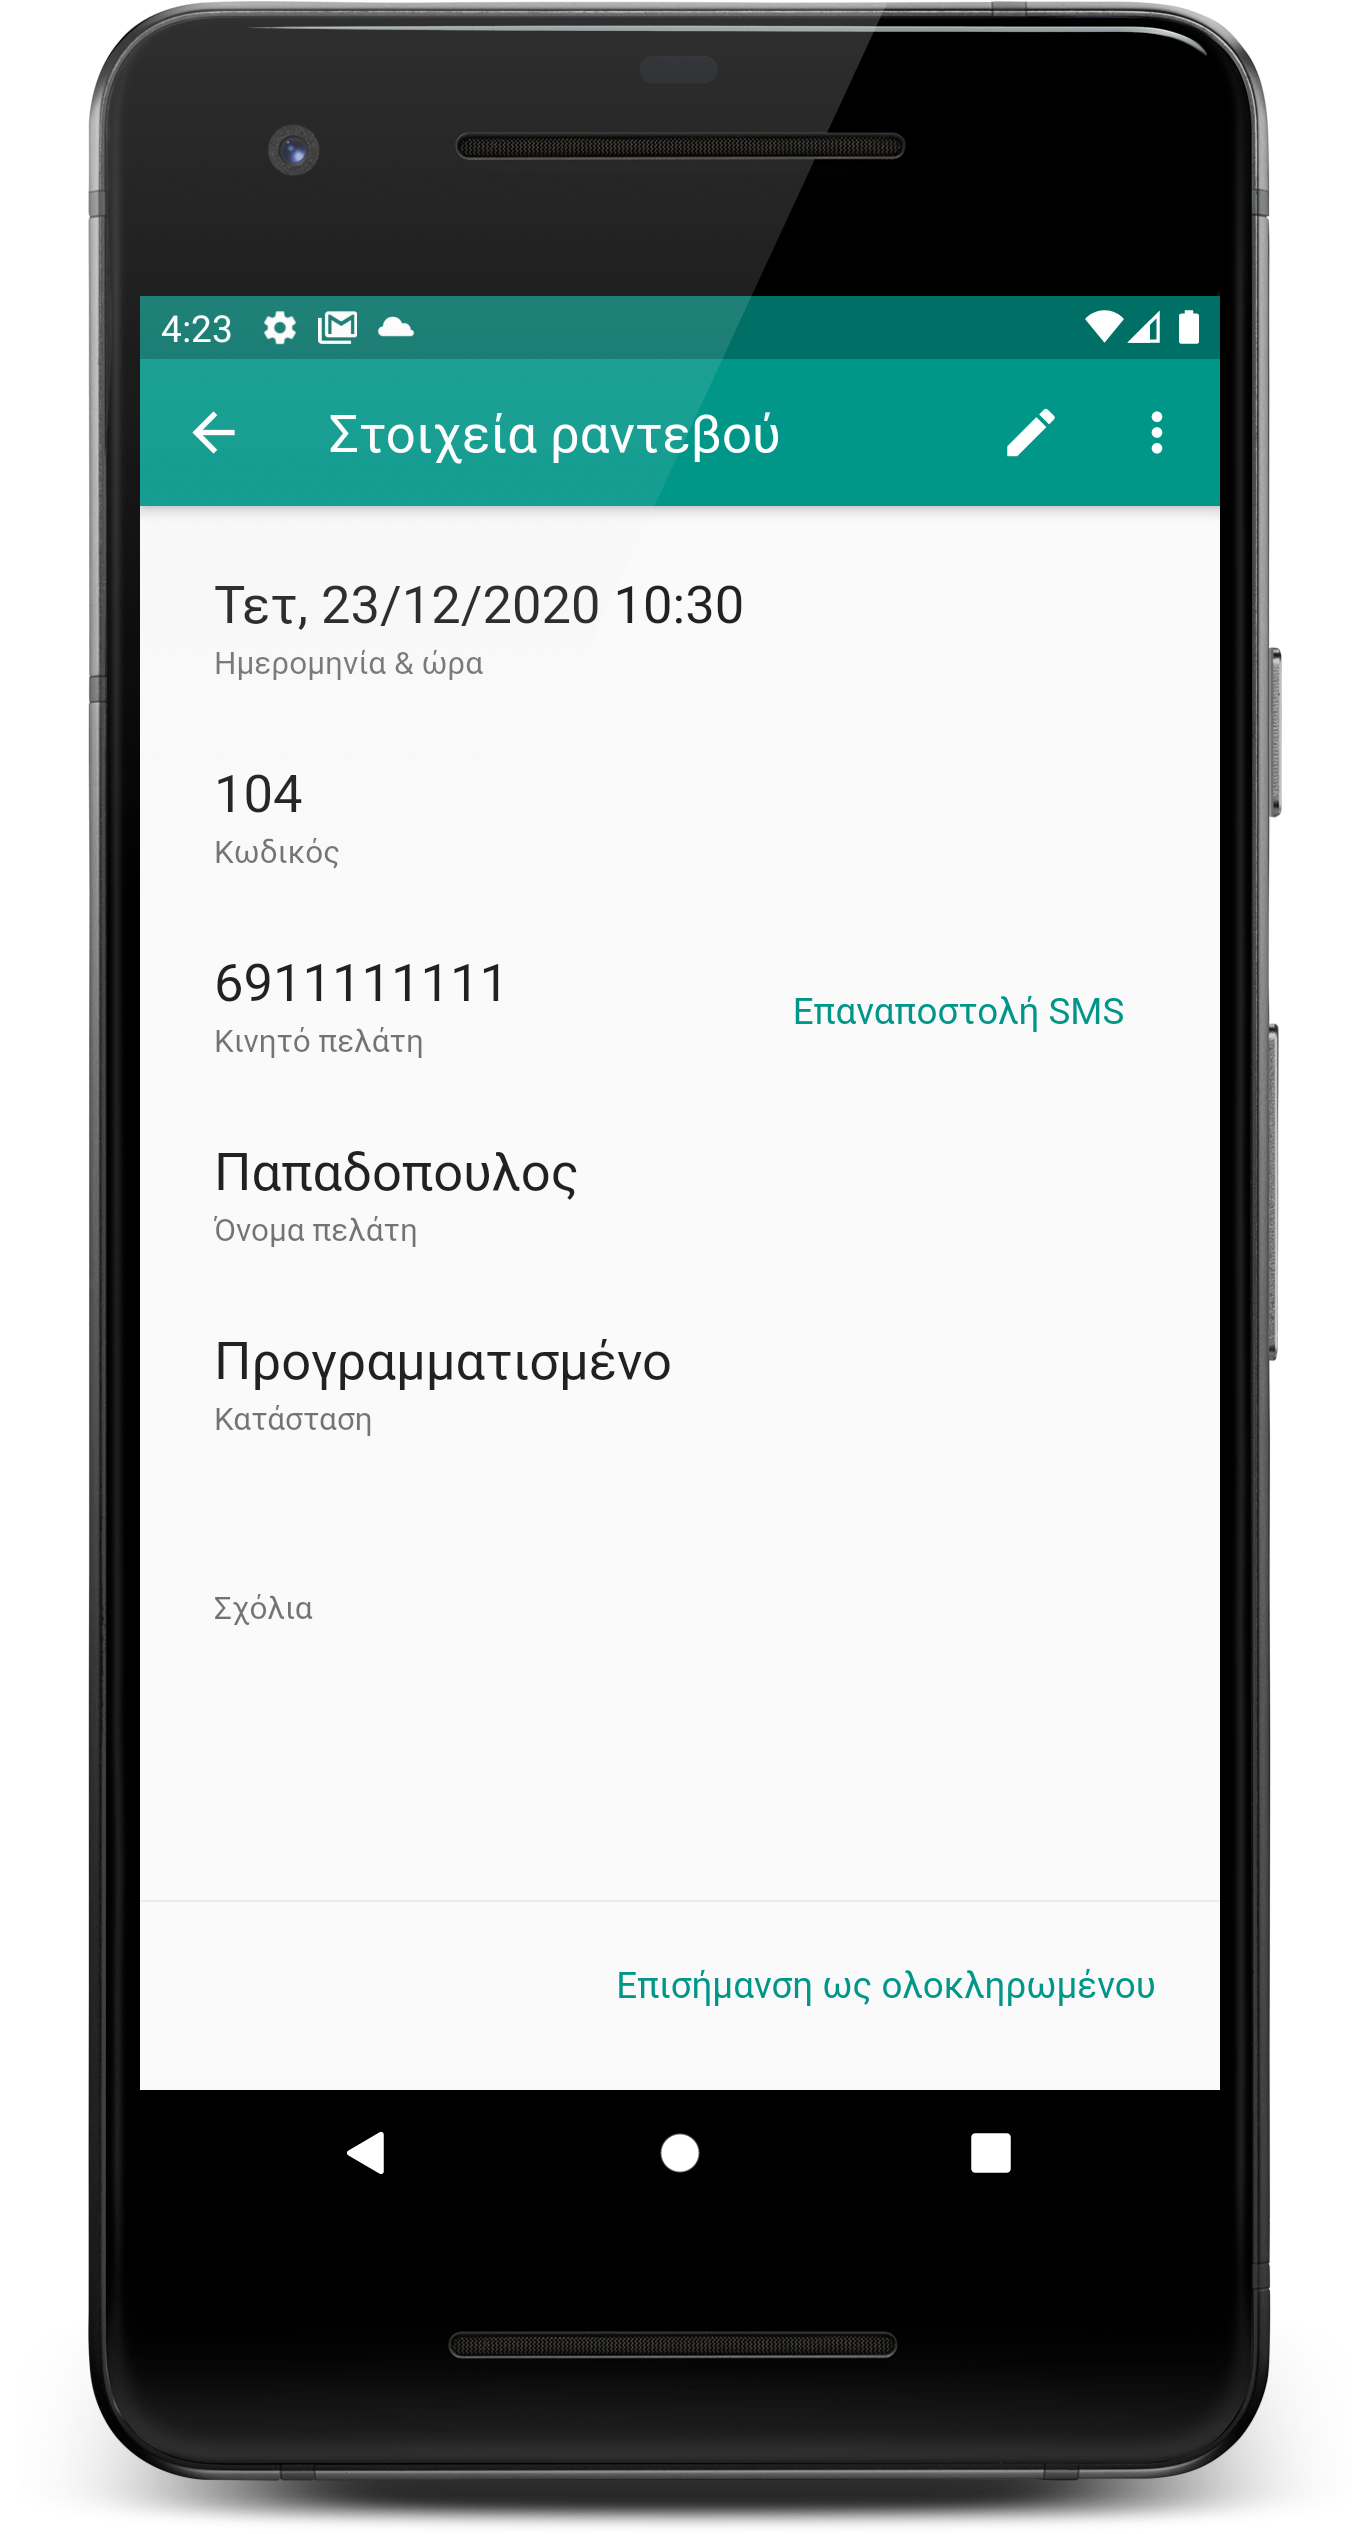 4:23
Στοιχεία ραντεβού
Τετ, 23/12/2020 10:30
Ημερομηνία & ώρα
104
Κωδικός
6911111111
Κινητό πελάτη
Επαναποστολή SMS
Παπαδοπουλος
Όνομα πελάτη
Προγραμματισμένο
Κατάσταση
Σχόλια
Επισήμανση ως ολοκληρωμένου